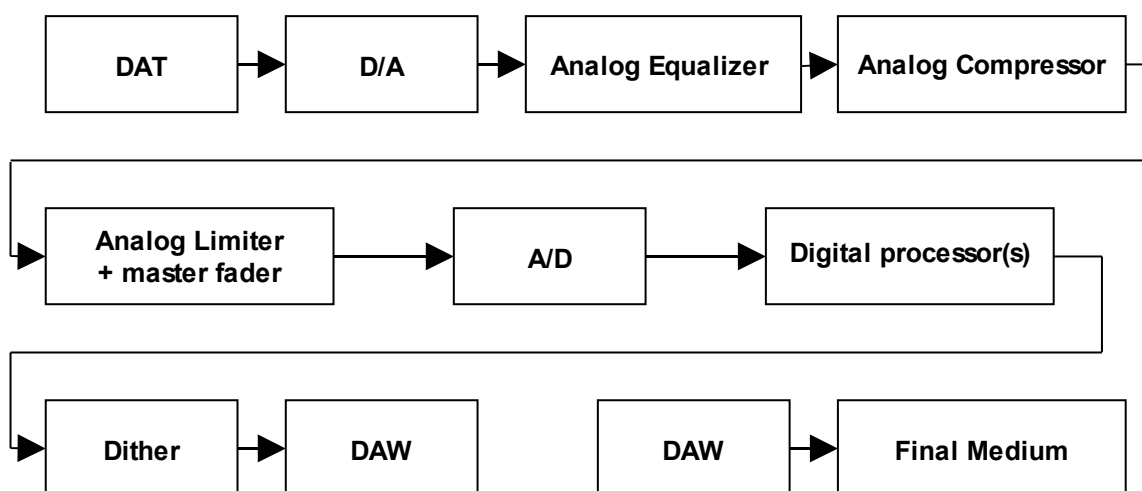 DAT
D/A
Analog Equalizer
Analog Compressor
Analog Limiter
+ master fader
A/D
Digital processor(s)
Dither
DAW
DAW
Final Medium